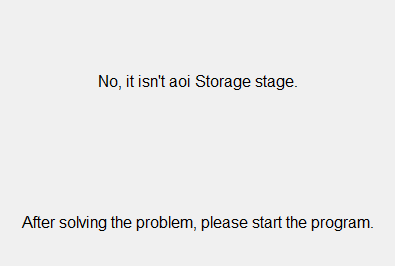 No, it isn't aoi Storage stage.
After solving the problem, please start the program.